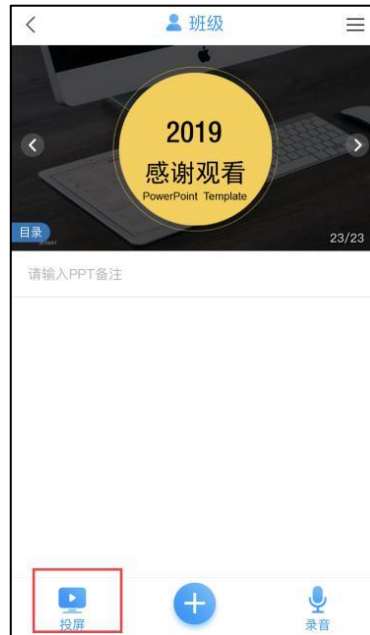 班级
2019
感谢观看
PowerPoint Template
目录
23/23
请输入PPT备注
投屏
录音